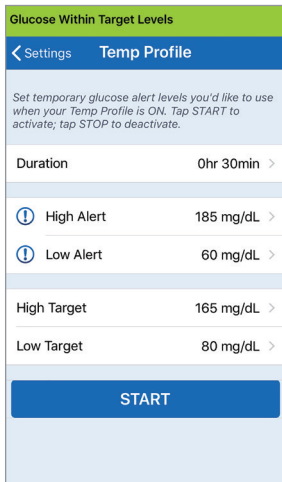 Glucose Within Target Levels
Settings Temp Profile
Set temporary glucose alert levels you'd like to use
when your Temp Profile is ON. Tap START to
activate; tap STOP to deactivate.
Duration 0hr 30min
High Alert 185 mg/dL
Low Alert 60 mg/dL
High Target 165 mg/dL
Low Target 80 mg/dL
START